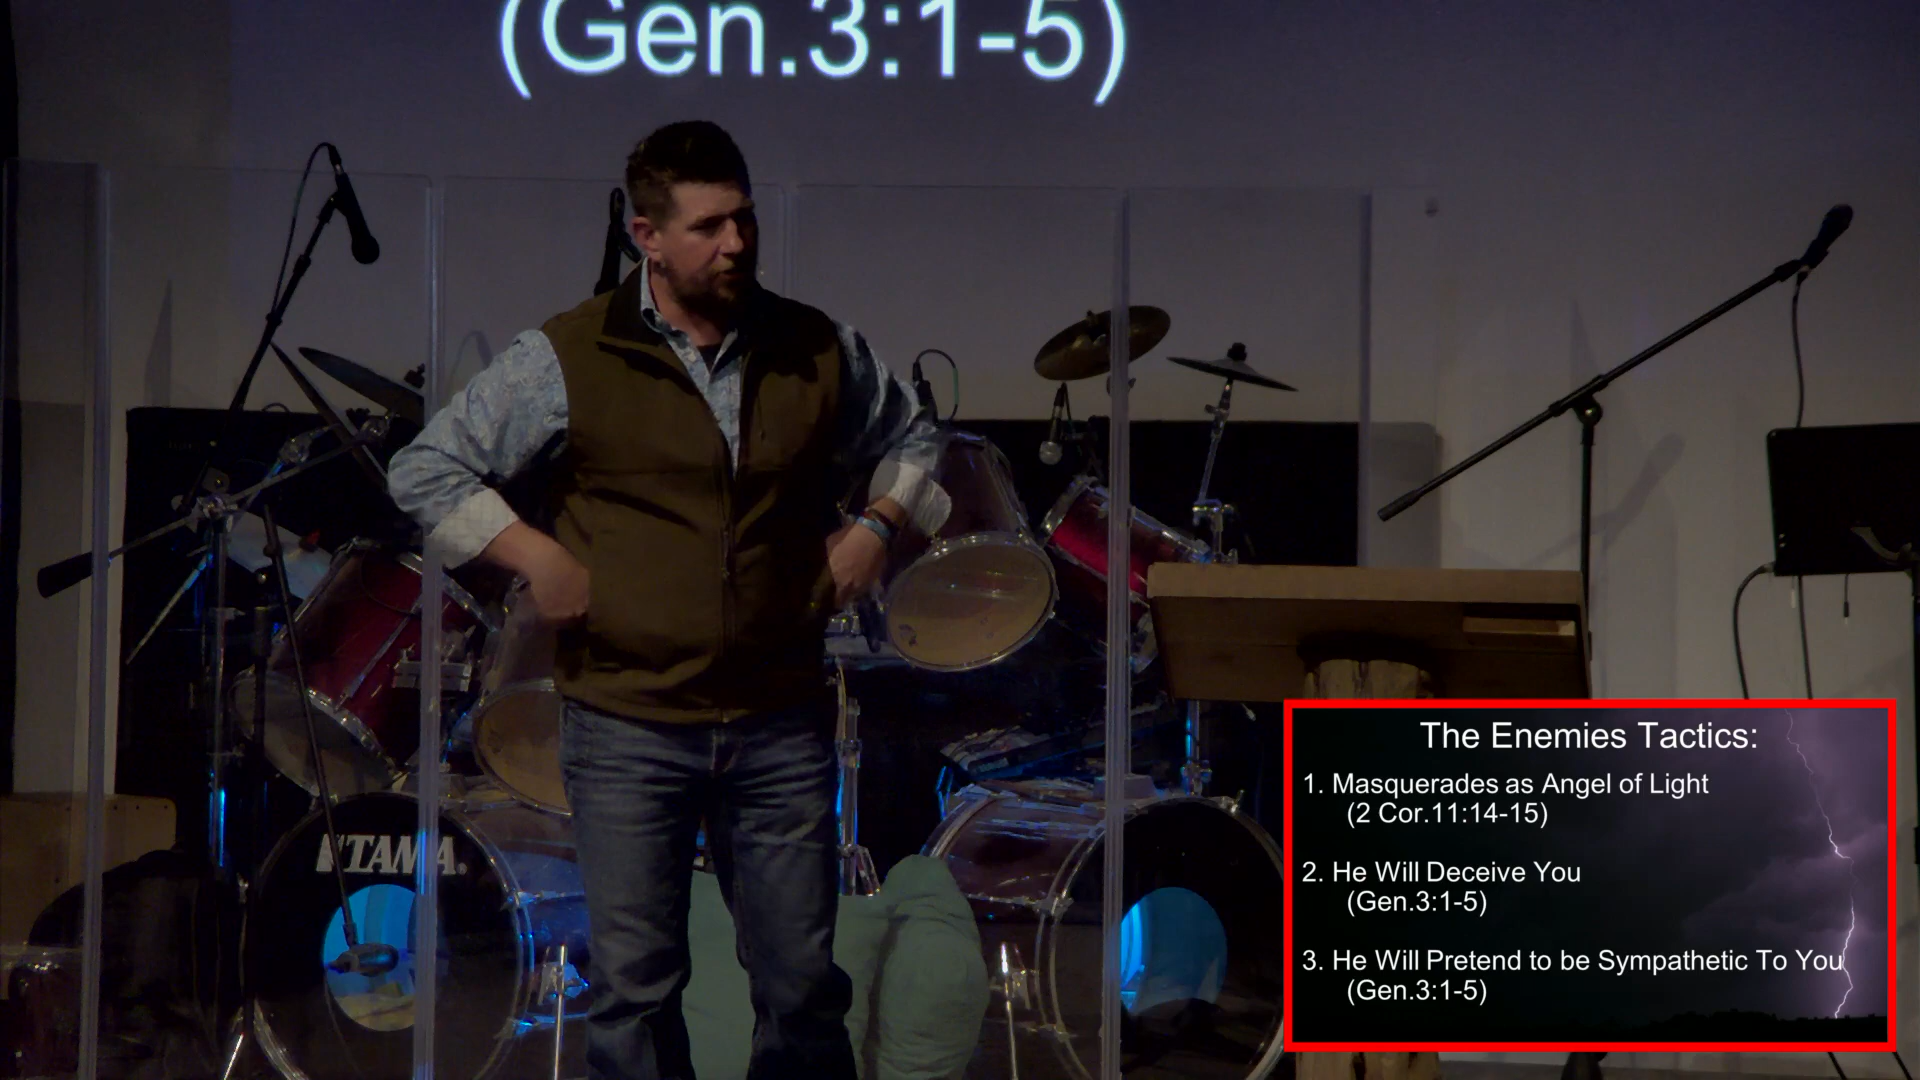 (Gen.3:1-5)
TAMA
The Enemies Tactics:
1. Masquerades as Angel of Light
(2 Cor.11:14-15)
2. He Will Deceive You
(Gen.3:1-5)
3. He Will Pretend to be Sympathetic To You
(Gen.3:1-5)